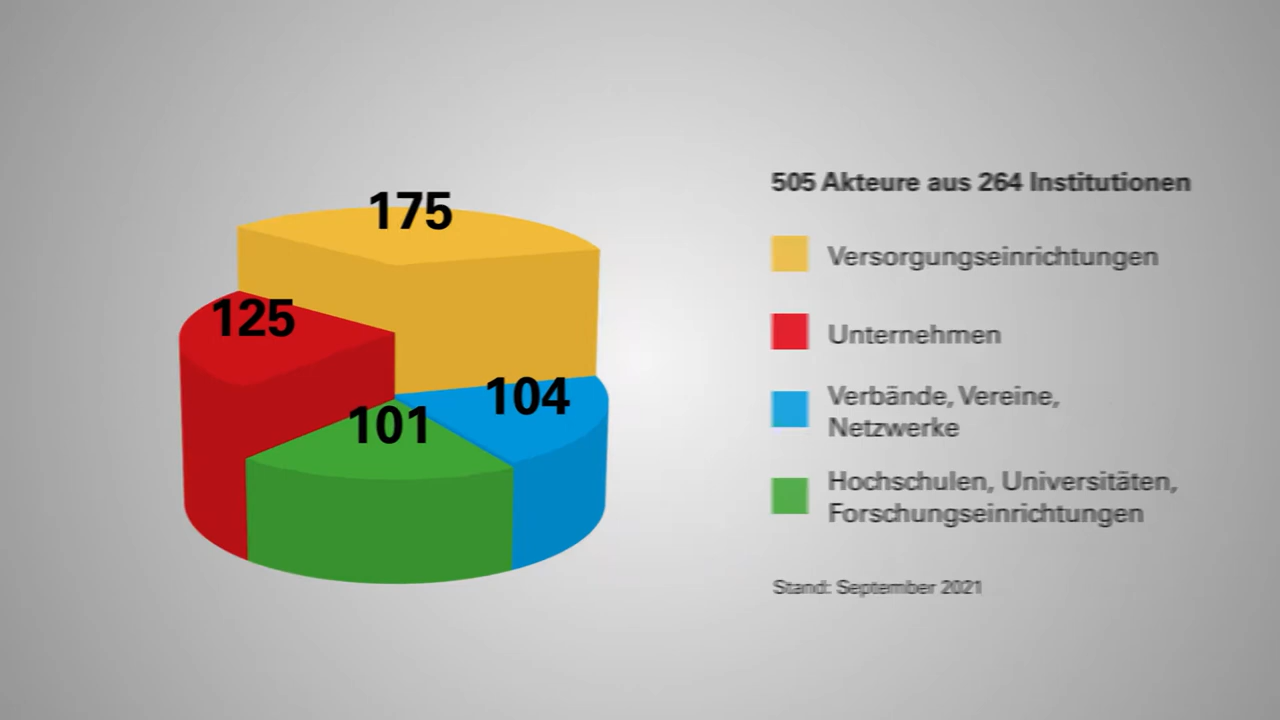 175
125
104
101
505 Akteure aus 264 Institutionen
Versorgungseinrichtungen
Unternehmen
Verbände, Vereine,
Netzwerke
Hochschulen, Universitäten,
Forschungseinrichtungen
Stand: September 2021